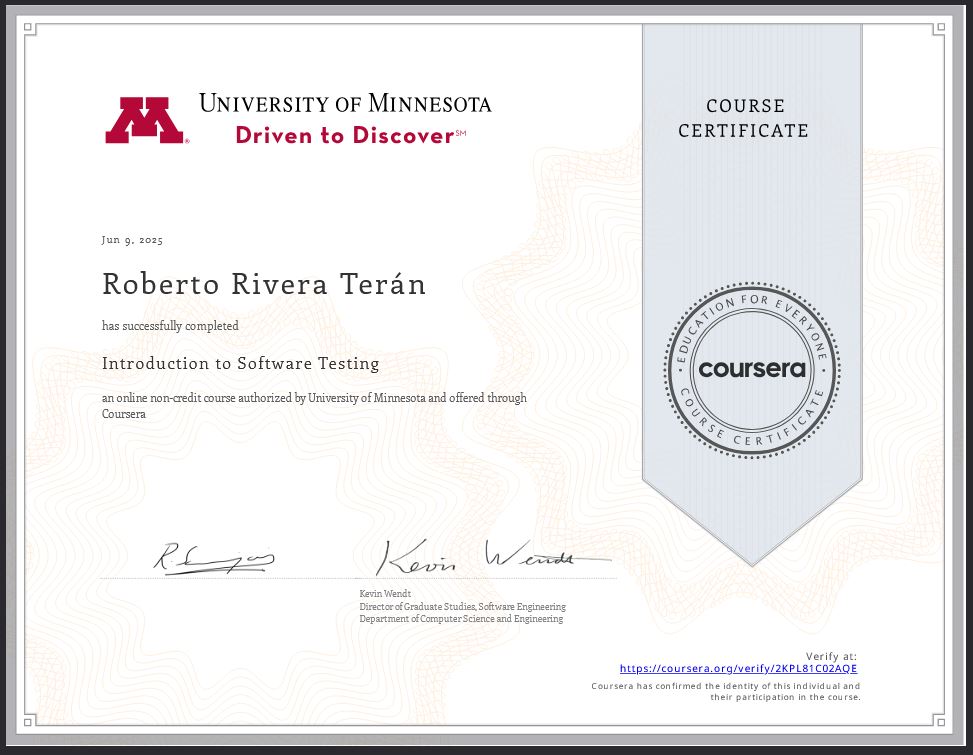 UNIVERSITY OF MINNESOTA
Driven to Discover℠
COURSE
CERTIFICATE
Jun 9, 2025
Roberto Rivera Terán
has successfully completed
Introduction to Software Testing
an online non-credit course authorized by University of Minnesota and offered through
Coursera
EDUCATION FOR EVERYONE
coursera
COURSE CERTIFICATE
Kevin Wendt
Kevin Wendt
Director of Graduate Studies, Software Engineering
Department of Computer Science and Engineering
Verify at:
https://coursera.org/verify/2KPL81C02AQE
Coursera has confirmed the identity of this individual and
their participation in the course.